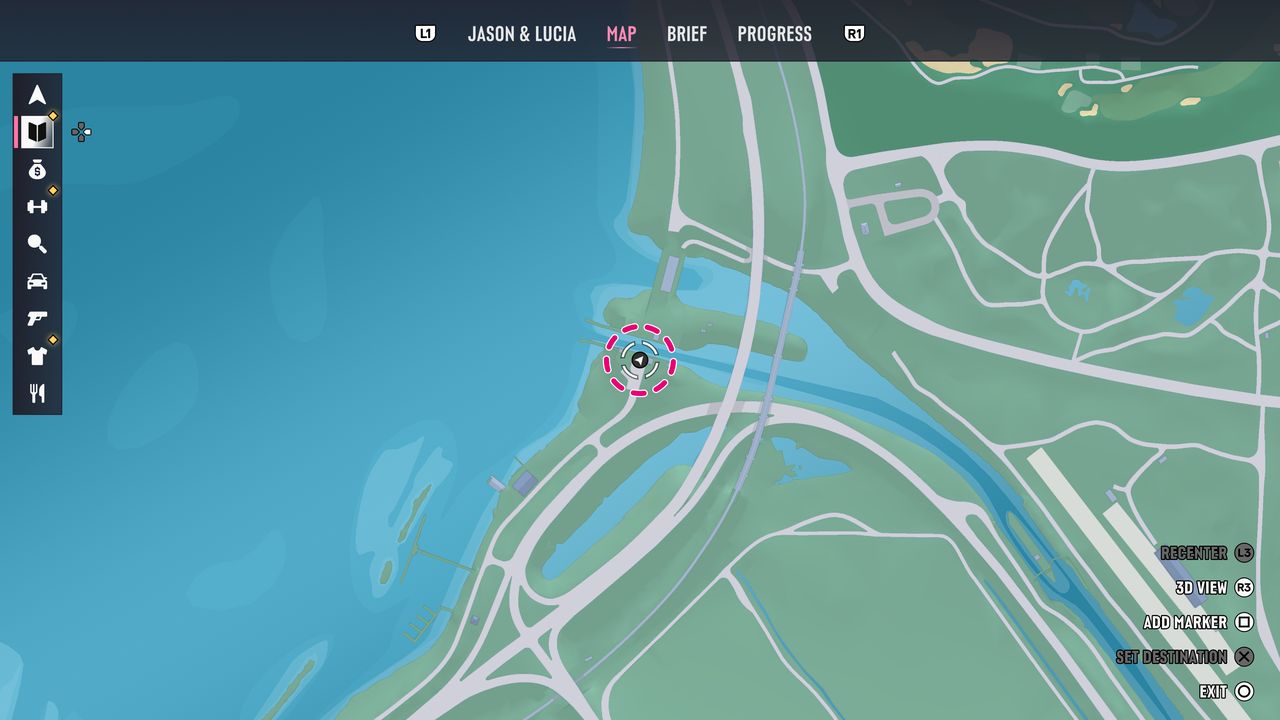 L1 JASON & LUCIA MAP BRIEF PROGRESS R1
RECENTER L3
3D VIEW R3
ADD MARKER
SET DESTINATION
EXIT